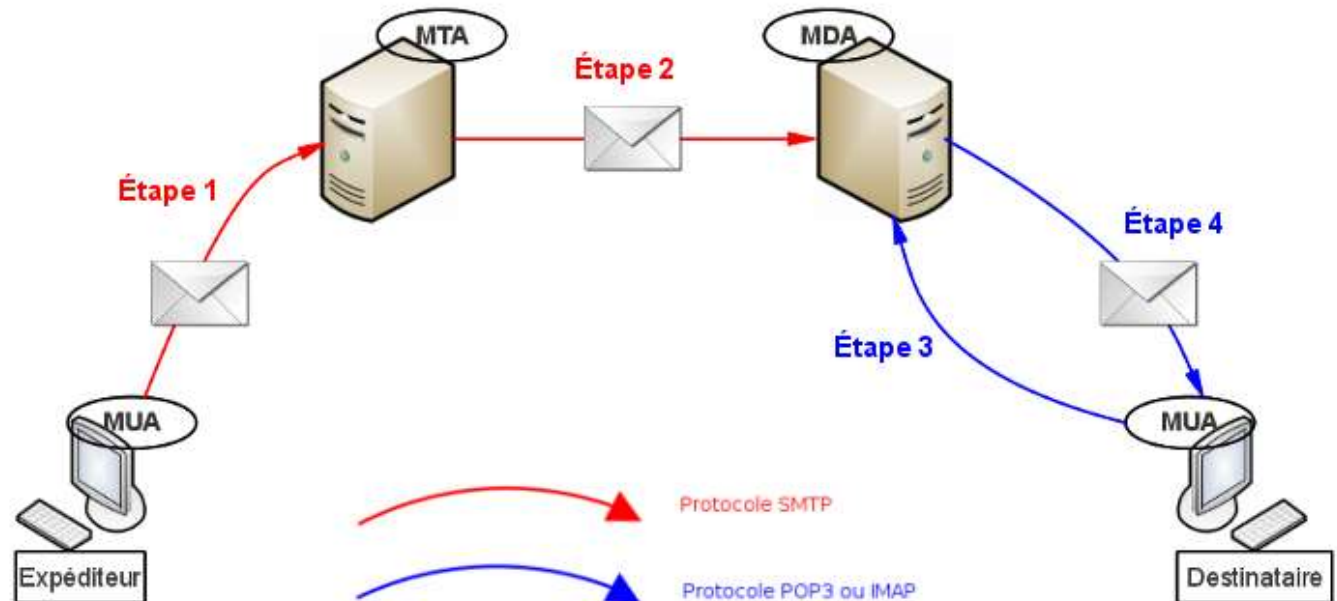 MTA
MDA
Étape 2
Étape 1
Étape 4
Étape 3
MUA
MUA
Protocole SMTP
Expéditeur
Destinataire
Protocole POP3 ou IMAP